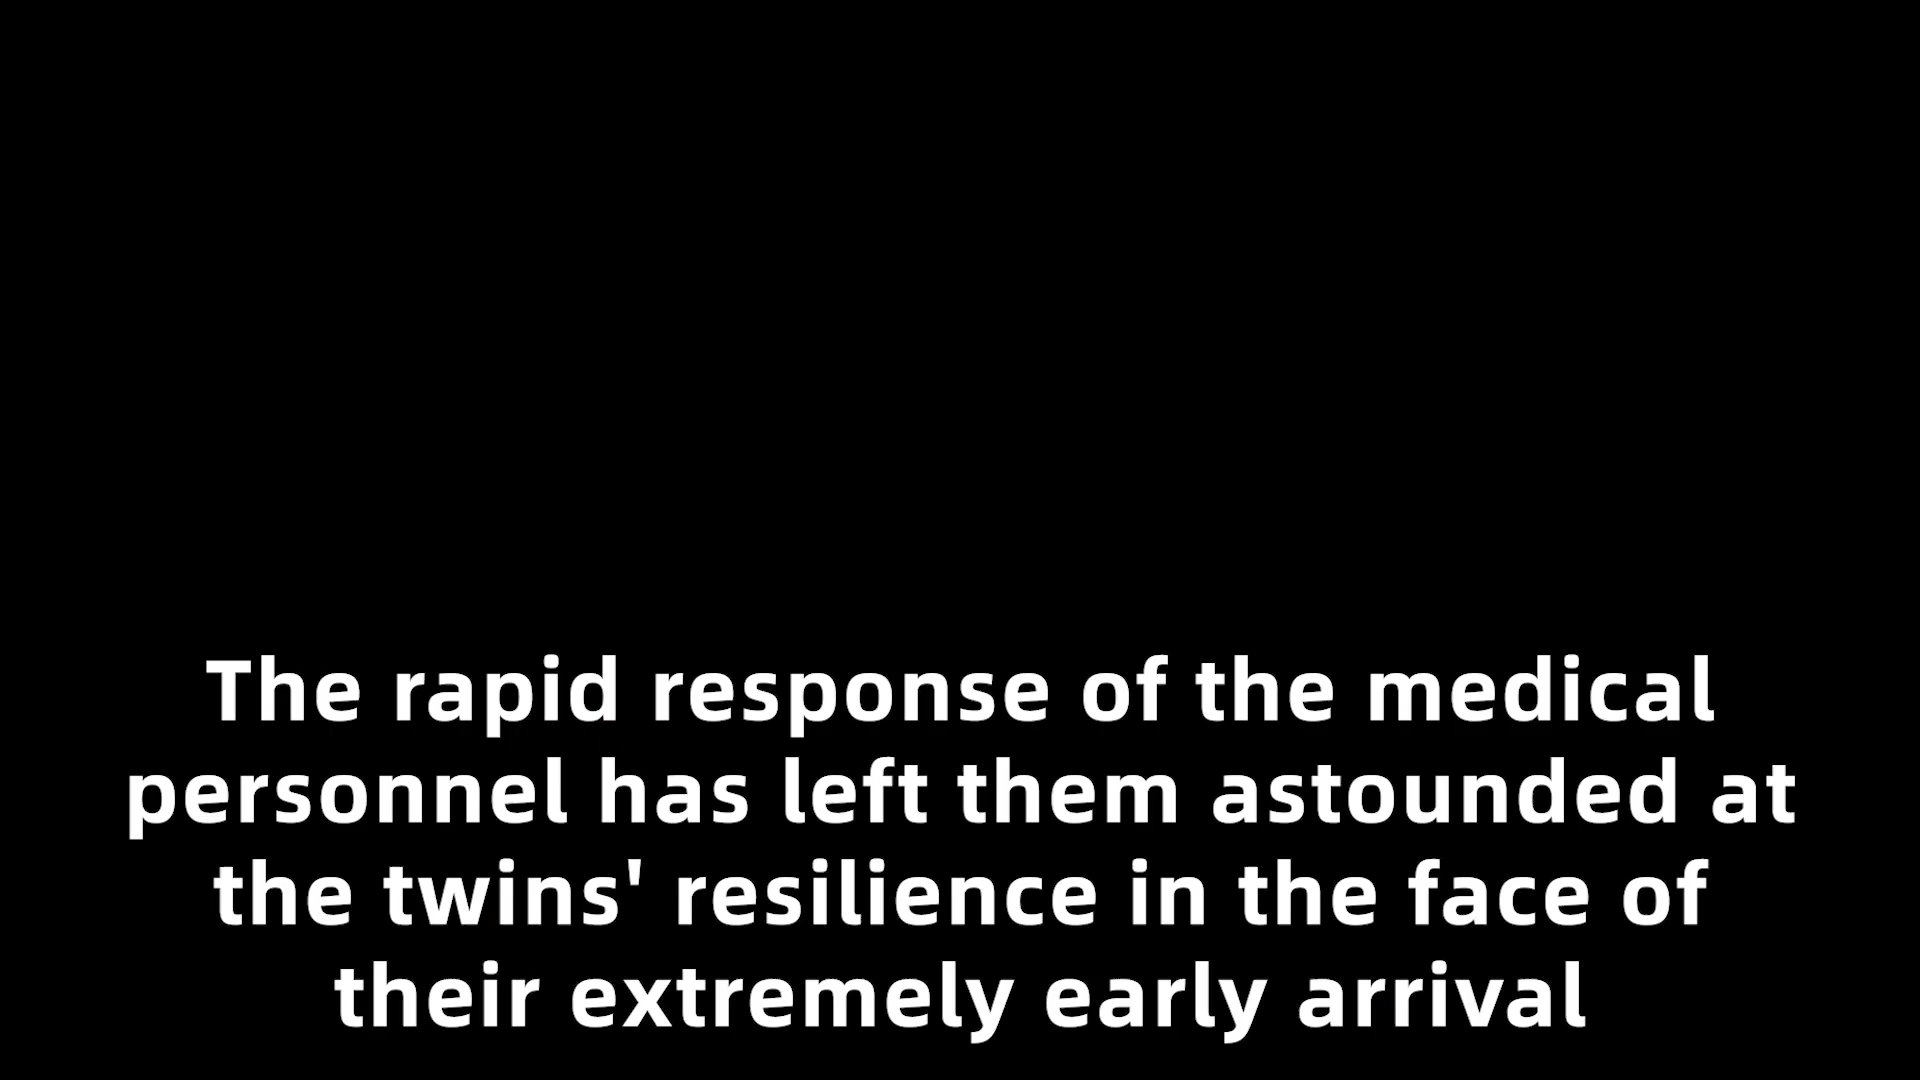 The rapid response of the medical
personnel has left them astounded at
the twins' resilience in the face of
their extremely early arrival